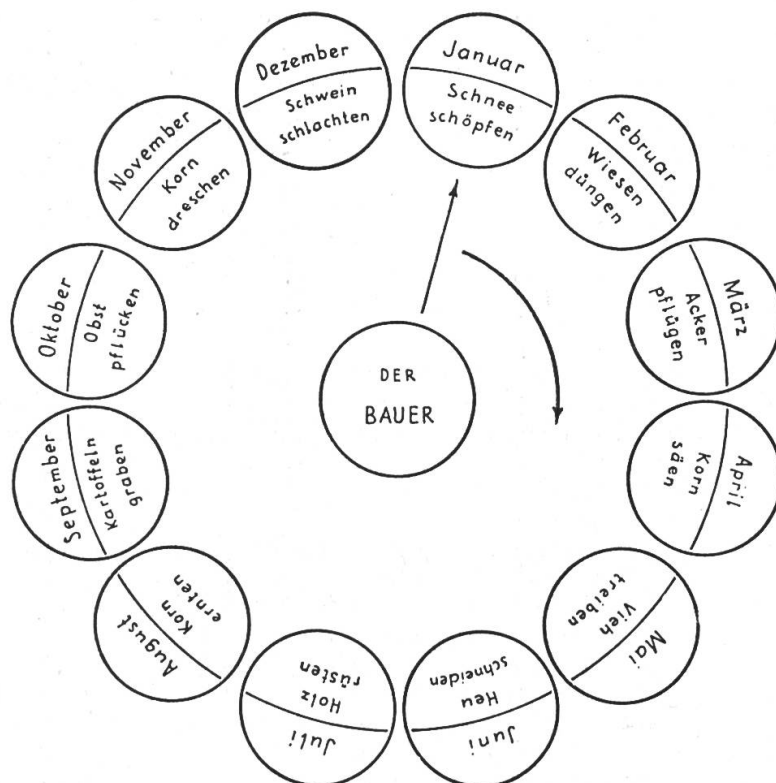 DER
BAUER
Januar
Schnee
schöpfen
Februar
Wiesen
düngen
März
Acker
pflügen
April
Korn
säen
Mai
Vieh
treiben
Juni
Heu
schneiden
Juli
Holz
rüsten
August
Korn
ernten
September
Kartoffeln
graben
Oktober
Obst
pflücken
November
Korn
dreschen
Dezember
Schwein
schlachten